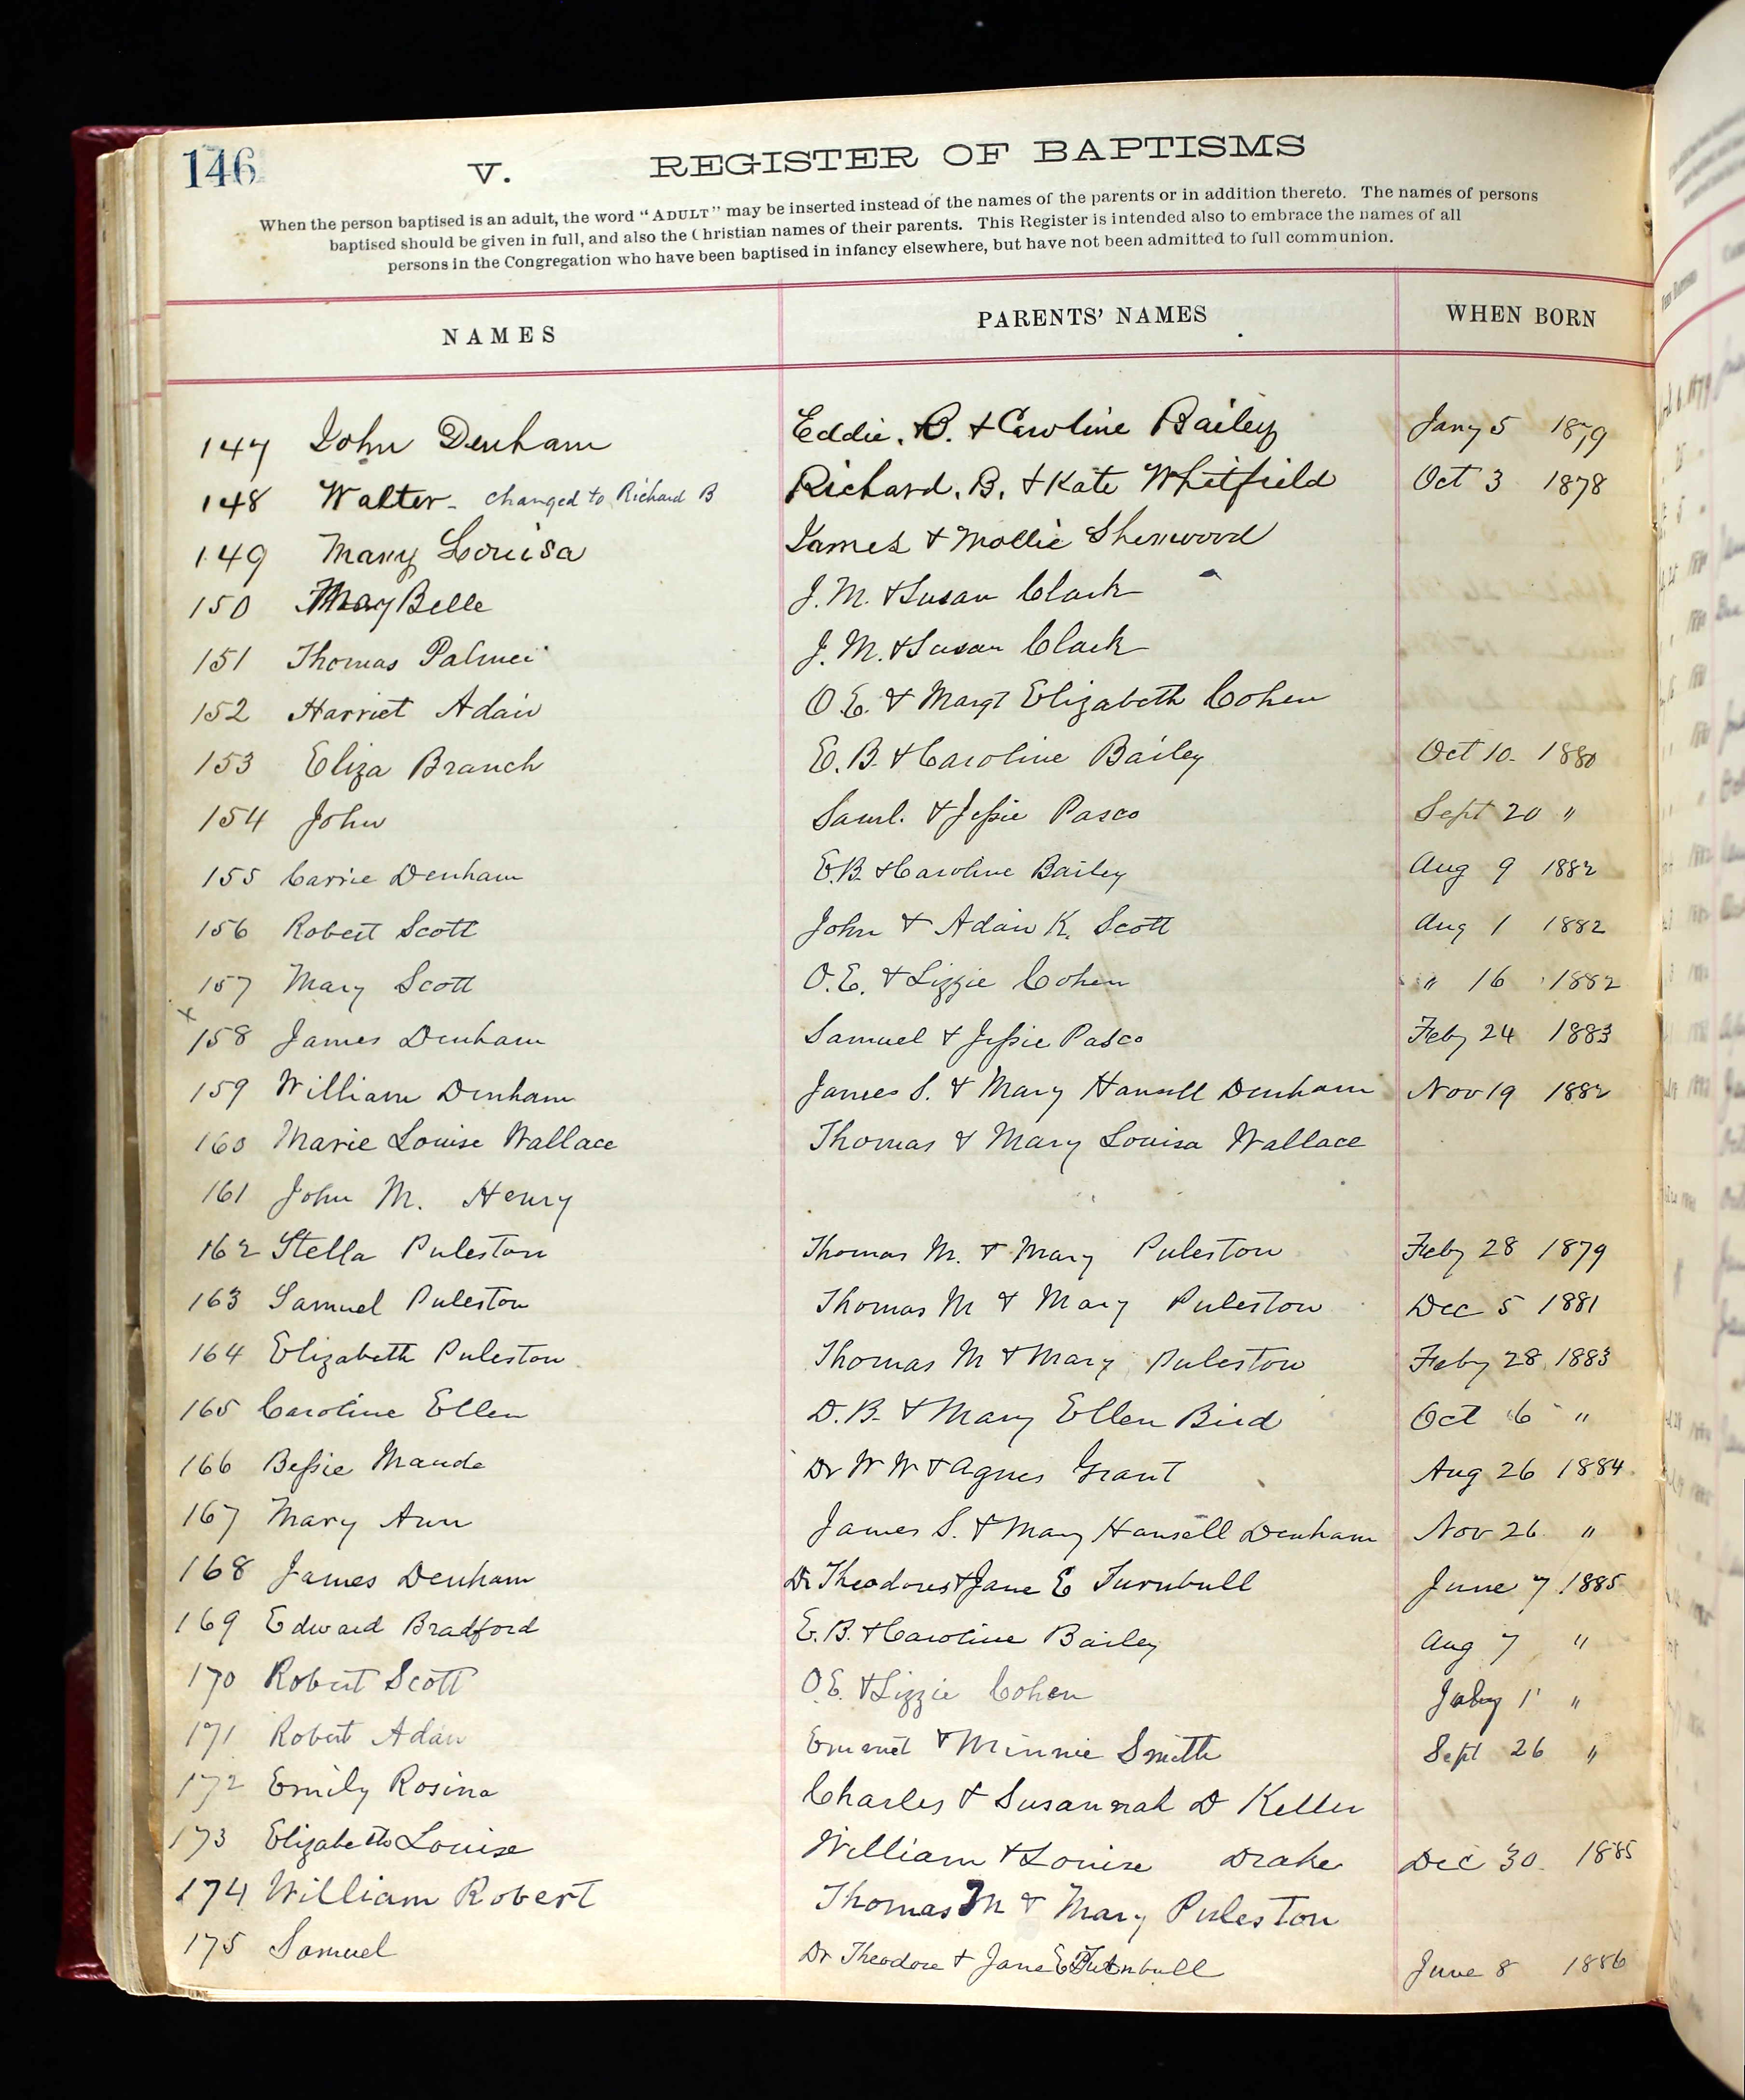 146
V. REGISTER OF BAPTISMS
When the person baptised is an adult, the word "ADULT" may be inserted instead of the names of the parents or in addition thereto. The names of persons
baptised should be given in full, and also the Christian names of their parents. This Register is intended also to embrace the names of all
persons in the Congregation who have been baptised in infancy elsewhere, but have not been admitted to full communion.
NAMES PARENTS' NAMES WHEN BORN
147 John Denham Eddie. B. & Caroline Bailey Jany 5 1879
148 Walter - changed to Richard B Richard. B. & Kate Whitfield Oct 3 1878
149 Mary Louisa James & Mollie Sherwood
150 May Belle J. M. & Susan Clark
151 Thomas Palmer J. M. & Susan Clark
152 Harriet Adair O. E. & Margt Elizabeth Cohen
153 Eliza Branch E. B. & Caroline Bailey Oct 10. 1880
154 John Saml. & Jessie Pasco Sept 20 "
155 Carrie Denham E.B. & Caroline Bailey Aug 9 1882
156 Robert Scott John & Adair K. Scott Aug 1 1882
157 Mary Scott O. E. & Lizzie Cohen " 16 1882
x
158 James Denham Samuel & Jessie Pasco Feby 24 1883
159 William Denham James S. & Mary Hansell Denham Nov 19 1882
160 Marie Louise Wallace Thomas & Mary Louisa Wallace
161 John M. Henry
162 Stella Puleston Thomas M. & Mary Puleston Feby 28 1879
163 Samuel Puleston Thomas M & Mary Puleston Dec 5 1881
164 Elizabeth Puleston Thomas M & Mary Puleston Feby 28 1883
165 Caroline Ellen D. B. & Mary Ellen Bird Oct 6 "
166 Bessie Maude Dr W W & Agnes Grant Aug 26 1884
167 Mary Ann James S. & Mary Hansell Denham Nov 26 "
168 James Denham Dr Theodores & Jane E Turnbull June 7 1885
169 Edward Bradford E. B. & Caroline Bailey Aug 7 "
170 Robert Scott O. E. & Lizzie Cohen 1 "
171 Robert Adair Emmet & Minnie Smith Sept 26 "
172 Emily Rosina Charles & Susannah D Keller
173 Elizabeth Louise William & Louise Drake Dec 30. 1885
174 William Robert Thomas M & Mary Puleston
175 Samuel Dr Theodore & Jane E Turnbull June 8 1886